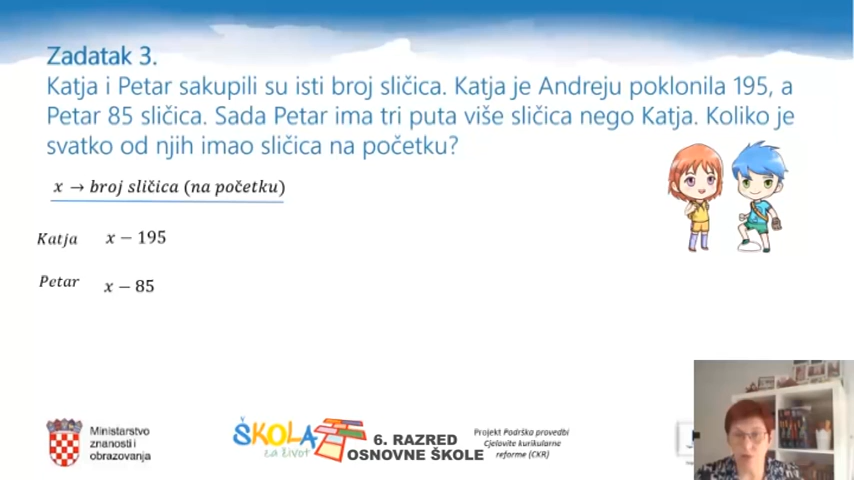 Zadatak 3.
Katja i Petar sakupili su isti broj sličica. Katja je Andreju poklonila 195, a
Petar 85 sličica. Sada Petar ima tri puta više sličica nego Katja. Koliko je
svatko od njih imao sličica na početku?
x → broj sličica (na početku)
Katja x − 195
Petar x − 85
Ministarstvo
znanosti i
obrazovanja
ŠKOLA
za život
6. RAZRED
OSNOVNE ŠKOLE
Projekt Podrška provedbi
Cjelovite kurikularne
reforme (CKR)